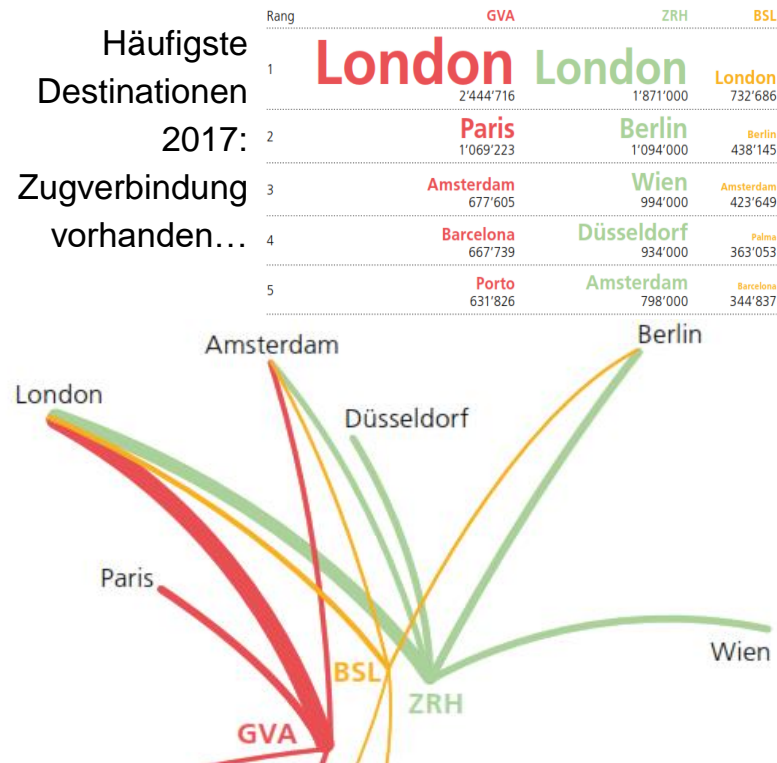 Häufigste
Destinationen
2017:
Zugverbindung
vorhanden…
Rang GVA ZRH BSL
1 London London London
2'444'716 1'871'000 732'686
2 Paris Berlin Berlin
1'069'223 1'094'000 438'145
3 Amsterdam Wien Amsterdam
677'605 994'000 423'649
4 Barcelona Düsseldorf Palma
667'739 934'000 363'053
5 Porto Amsterdam Barcelona
631'826 798'000 344'837
Berlin
Amsterdam
London
Düsseldorf
Paris
Wien
BSL
ZRH
GVA